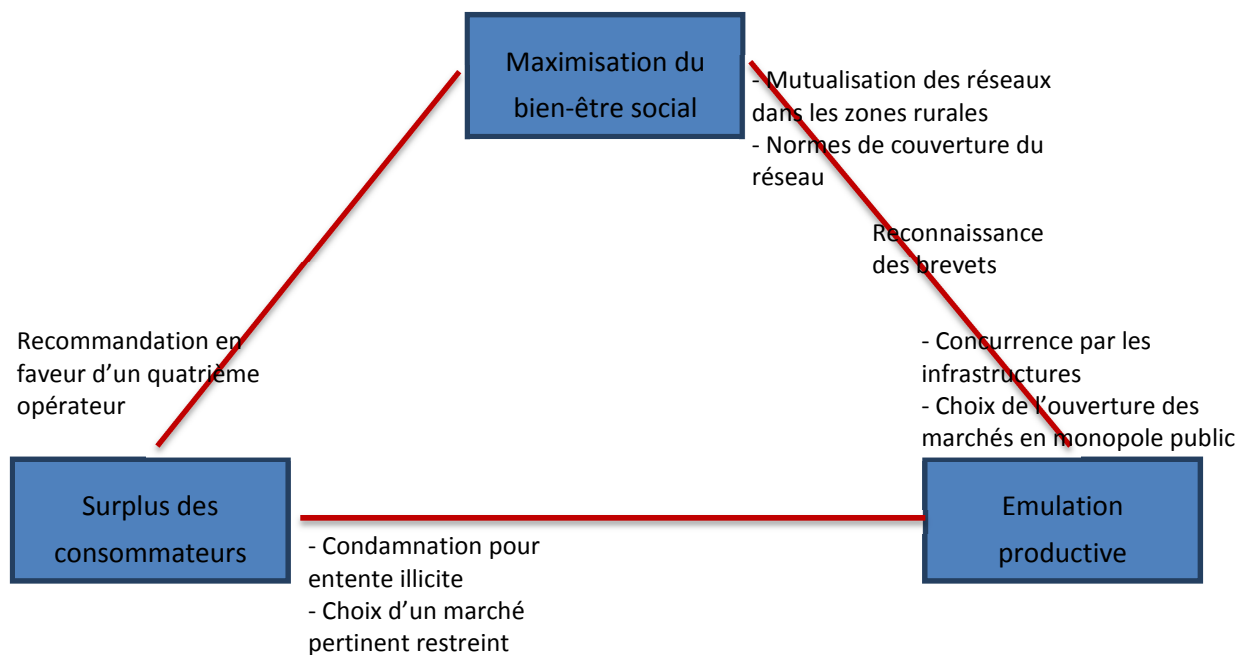 Maximisation du
bien-être social
- Mutualisation des réseaux
dans les zones rurales
- Normes de couverture du
réseau
Reconnaissance
des brevets
Recommandation en
faveur d’un quatrième
opérateur
- Concurrence par les
infrastructures
- Choix de l’ouverture des
marchés en monopole public
Surplus des
consommateurs
Emulation
productive
- Condamnation pour
entente illicite
- Choix d’un marché
pertinent restreint